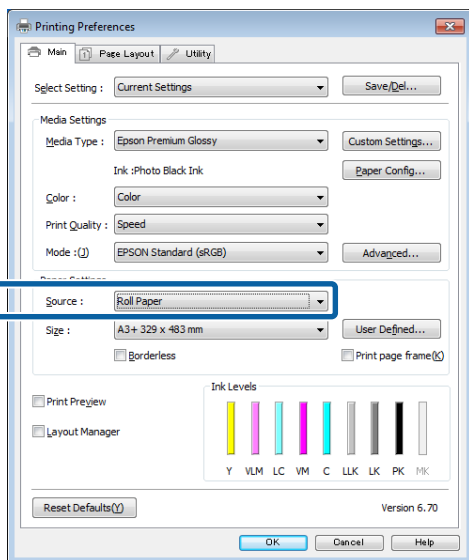 Printing Preferences
Main Page Layout Utility
Select Setting : Current Settings Save/Del...
Media Settings
Media Type : Epson Premium Glossy Custom Settings...
Ink :Photo Black Ink Paper Config...
Color : Color
Print Quality : Speed
Mode :(J) EPSON Standard (sRGB) Advanced...
Paper Settings
Source : Roll Paper
Size : A3+ 329 x 483 mm User Defined...
Borderless Print page frame(K)
Ink Levels
Print Preview
Layout Manager
Y VLM LC VM C LLK LK PK MK
Reset Defaults(Y) Version 6.70
OK Cancel Help